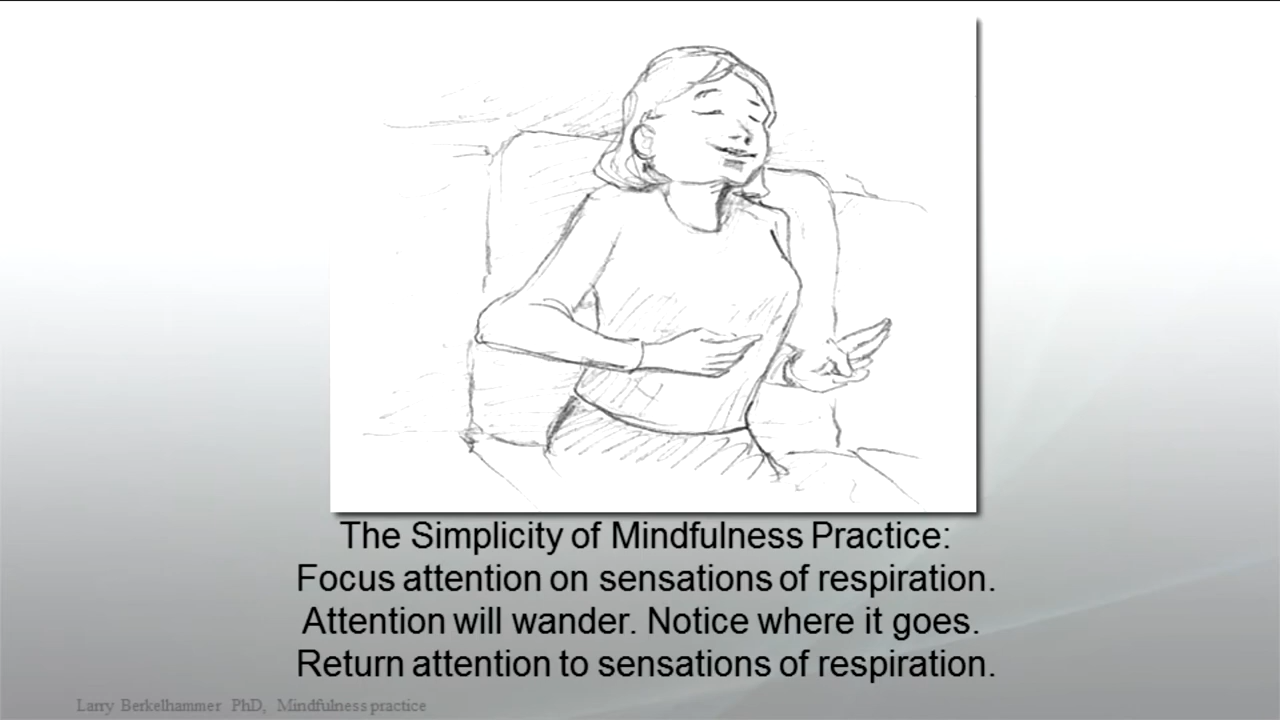 The Simplicity of Mindfulness Practice:
Focus attention on sensations of respiration.
Attention will wander. Notice where it goes.
Return attention to sensations of respiration.
Larry Berkelhammer PhD, Mindfulness practice